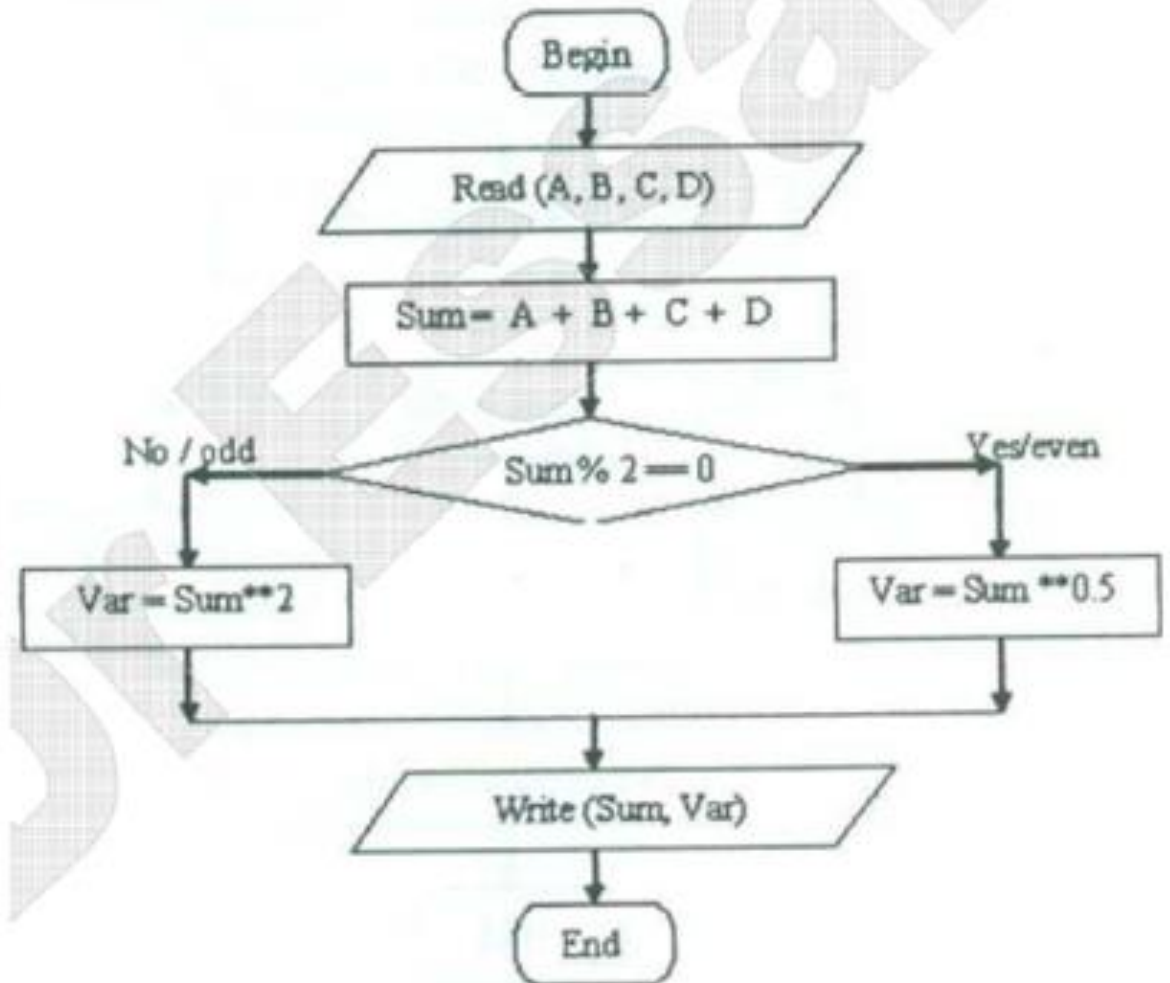 Begin
Read (A, B, C, D)
Sum = A + B + C + D
No / odd
Sum % 2 == 0
Yes/even
Var = Sum**2
Var = Sum **0.5
Write (Sum, Var)
End